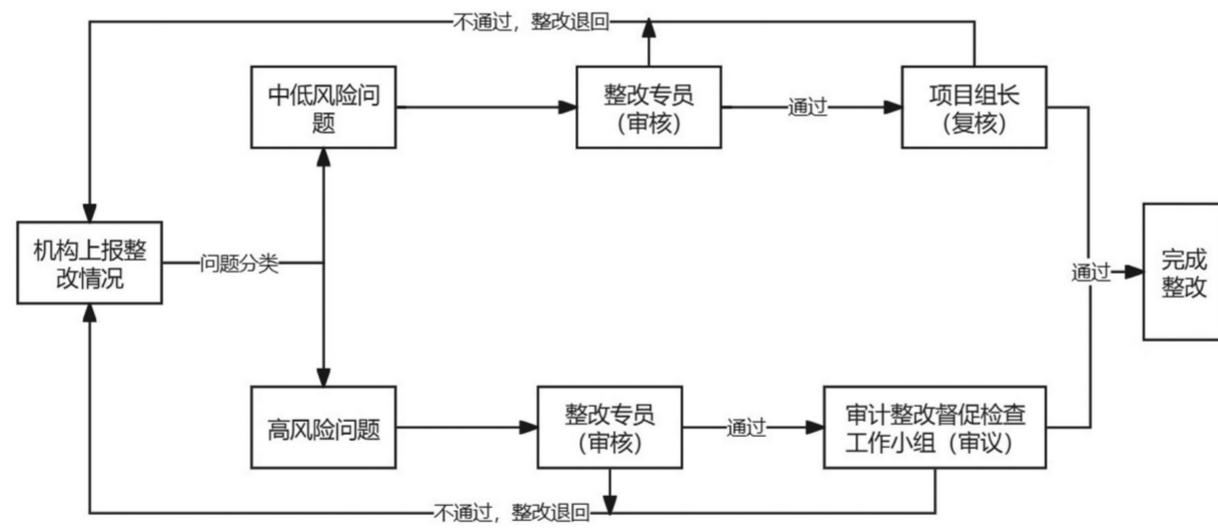 不通过，整改退回
中低风险问
题
整改专员
（审核）
通过
项目组长
（复核）
机构上报整
改情况
问题分类
通过
完成
整改
高风险问题
整改专员
（审核）
通过
审计整改督促检查
工作小组（审议）
不通过，整改退回